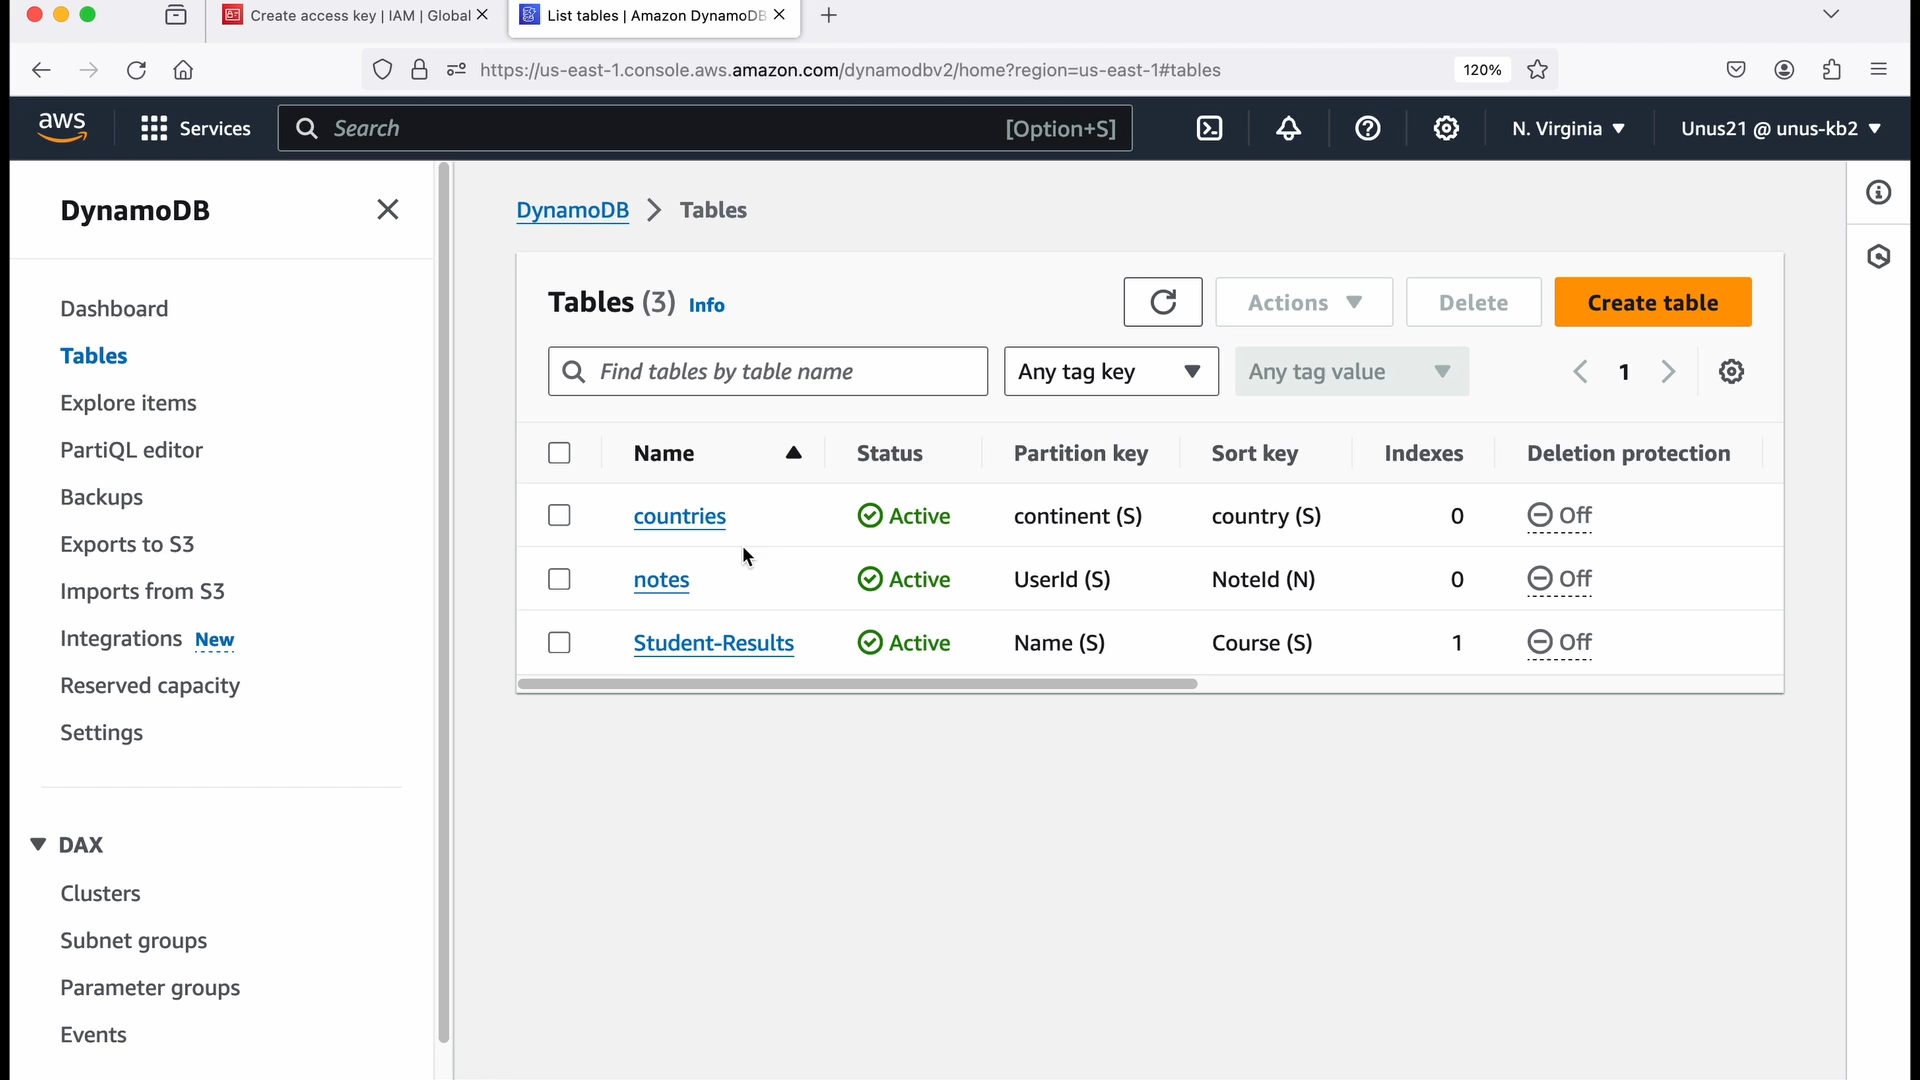 Create access key | IAM | Global
List tables | Amazon DynamoDB
https://us-east-1.console.aws.amazon.com/dynamodbv2/home?region=us-east-1#tables
120%
aws
Services
Search
[Option+S]
N. Virginia
Unus21 @ unus-kb2
DynamoDB
Dashboard
Tables
Explore items
PartiQL editor
Backups
Exports to S3
Imports from S3
Integrations New
Reserved capacity
Settings
DAX
Clusters
Subnet groups
Parameter groups
Events
DynamoDB > Tables
Tables (3) Info
Actions
Delete
Create table
Find tables by table name
Any tag key
Any tag value
1
Name Status Partition key Sort key Indexes Deletion protection
countries Active continent (S) country (S) 0 Off
notes Active UserId (S) NoteId (N) 0 Off
Student-Results Active Name (S) Course (S) 1 Off